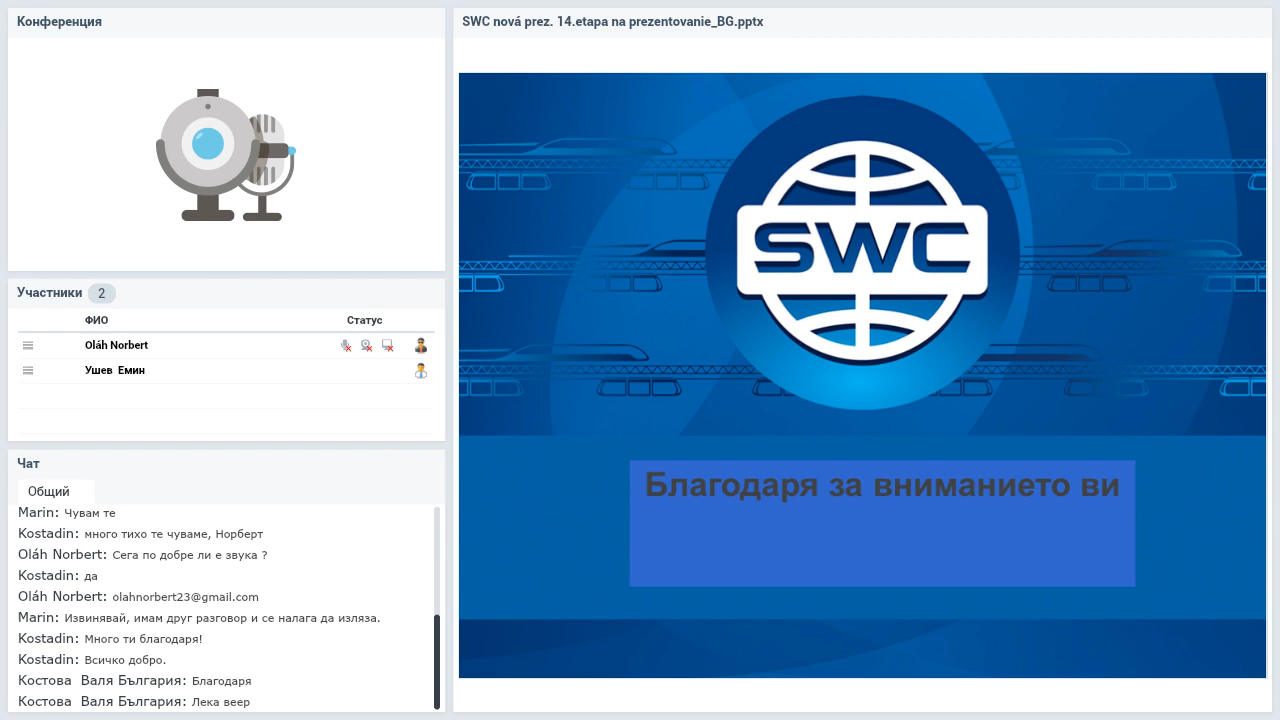 Конференция
Участники 2
ФИО Статус
Oláh Norbert
Ушев Емин
Чат
Общий
Marin: Чувам те
Kostadin: много тихо те чуваме, Норберт
Oláh Norbert: Сега по добре ли е звука ?
Kostadin: да
Oláh Norbert: olahnorbert23@gmail.com
Marin: Извинявай, имам друг разговор и се налага да изляза.
Kostadin: Много ти благодаря!
Kostadin: Всичко добро.
Костова Валя България: Благодаря
Костова Валя България: Лека веер
SWC nová prez. 14.etapa na prezentovanie_BG.pptx
SWC
Благодаря за вниманието ви